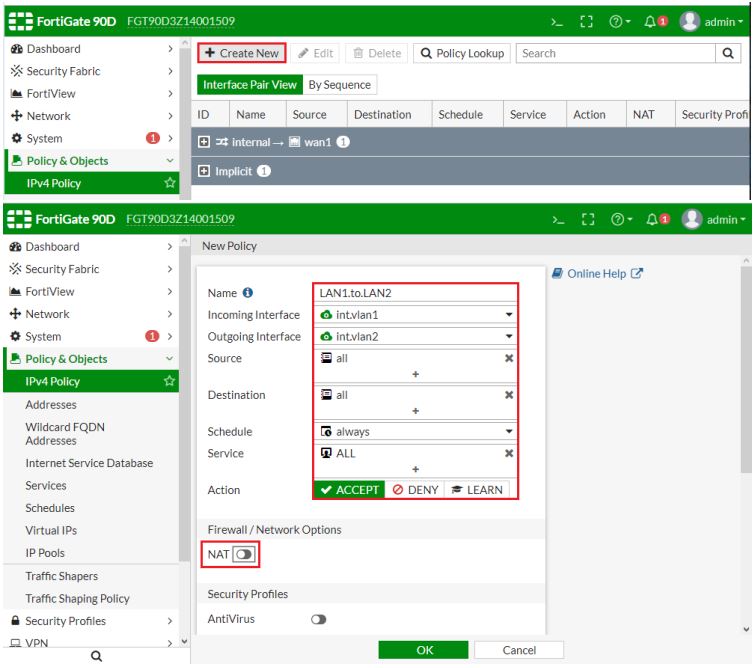 FortiGate 90D FGT90D3Z14001509 >_ 1 admin
Dashboard
Security Fabric
FortiView
Network
System 1
Policy & Objects
IPv4 Policy
+ Create New Edit Delete Policy Lookup Search
Interface Pair View By Sequence
ID Name Source Destination Schedule Service Action NAT Security Profi
internal → wan1 1
Implicit 1
FortiGate 90D FGT90D3Z14001509 >_ 1 admin
Dashboard
Security Fabric
FortiView
Network
System 1
Policy & Objects
IPv4 Policy
Addresses
Wildcard FQDN
Addresses
Internet Service Database
Services
Schedules
Virtual IPs
IP Pools
Traffic Shapers
Traffic Shaping Policy
Security Profiles
VPN
New Policy
Name LAN1.to.LAN2
Incoming Interface int.vlan1
Outgoing Interface int.vlan2
Source all
+
Destination all
+
Schedule always
Service ALL
+
Action ACCEPT DENY LEARN
Firewall / Network Options
NAT
Security Profiles
AntiVirus
OK Cancel
Online Help